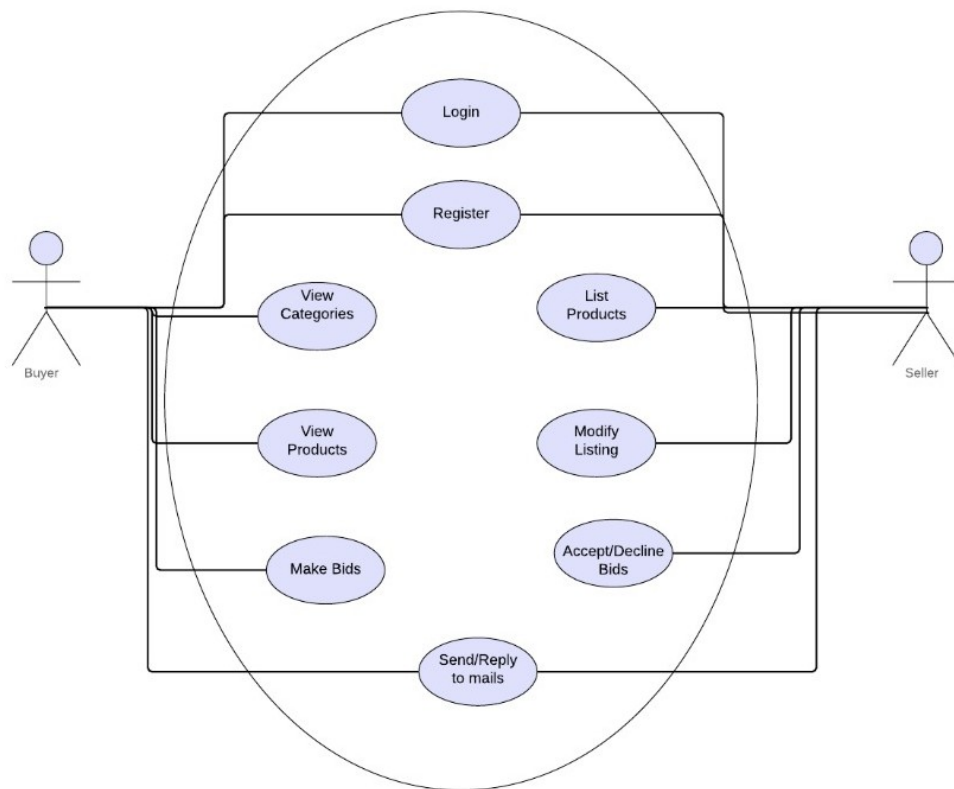 Login
Register
View
Categories
List
Products
Buyer
Seller
View
Products
Modify
Listing
Make Bids
Accept/Decline
Bids
Send/Reply
to mails